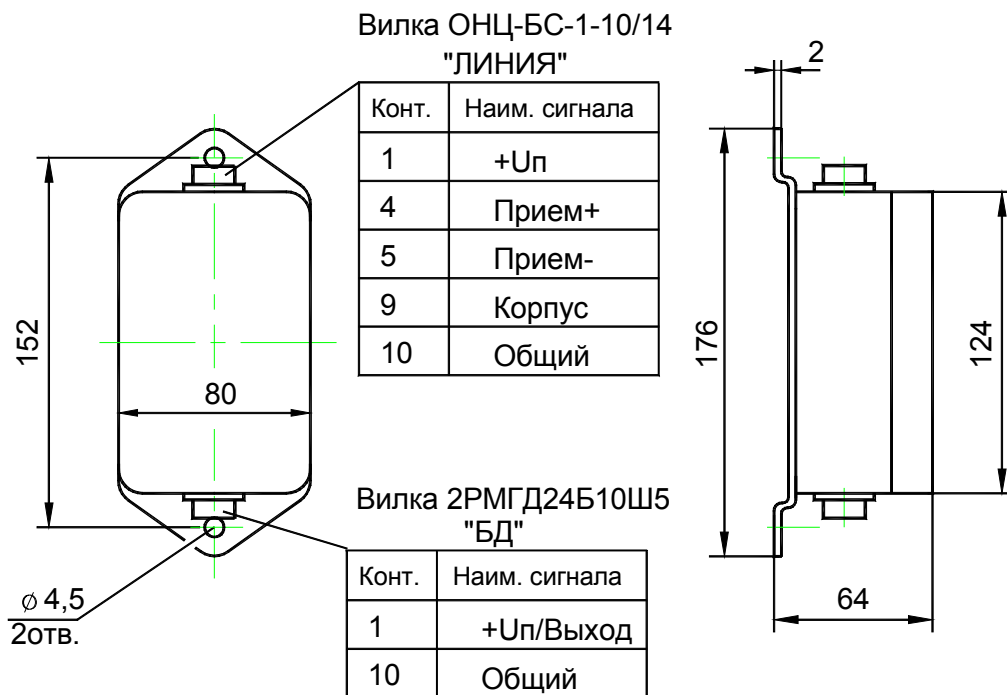 Вилка ОНЦ-БС-1-10/14
"ЛИНИЯ"
Конт. Наим. сигнала
1 +Uп
4 Прием+
5 Прием-
9 Корпус
10 Общий
152
80
ø 4,5
2отв.
Вилка 2РМГД24Б10Ш5
"БД"
Конт. Наим. сигнала
1 +Uп/Выход
10 Общий
2
176
124
64